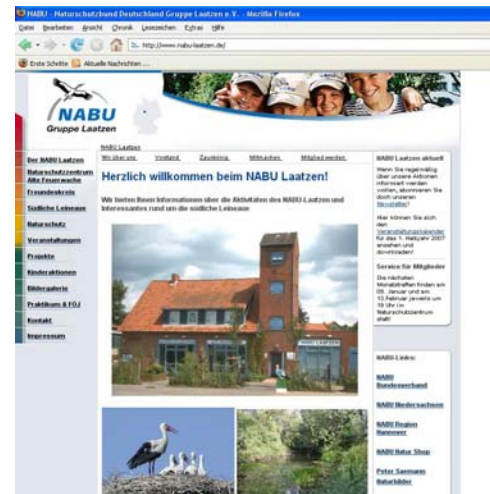 NABU - Naturschutzbund Deutschland Gruppe Laatzen e.V. - Mozilla Firefox
Datei Bearbeiten Ansicht Chronik Lesezeichen Extras Hilfe
http://www.nabu-laatzen.de/
Erste Schritte Aktuelle Nachrichten ...
NABU
Gruppe Laatzen
NABU Laatzen
Wir über uns Vorstand Mitmachen Mitglied werden
Herzlich willkommen beim NABU Laatzen!
Wir bieten Ihnen Informationen über die Aktivitäten des NABU-Laatzen und
Interessantes rund um die südliche Leineaue
Der NABU Laatzen
Naturschutzzentrum
Alte Feuerwache
Freundeskreis
Südliche Leineaue
Naturschutz
Veranstaltungen
Projekte
Kinderaktionen
Bildergalerie
Praktikum & FÖJ
Kontakt
Impressum
NABU LAATZEN
NABU Laatzen aktuell
Wenn Sie regelmäßig
über unsere Aktionen
informiert werden
wollen, abonnieren Sie
doch unseren
Newsletter!
Hier können Sie sich
den
Veranstaltungskalender
für das 1. Halbjahr 2007
ansehen und
downloaden!
Service für Mitglieder
Die nächsten
Monatstreffen finden am
09. Januar und am
13. Februar jeweils um
19 Uhr im
Naturschutzzentrum
statt!
NABU-Links:
NABU
Bundesverband
NABU Niedersachsen
NABU Region
Hannover
NABU Natur Shop
Peter Saemann
Naturbilder